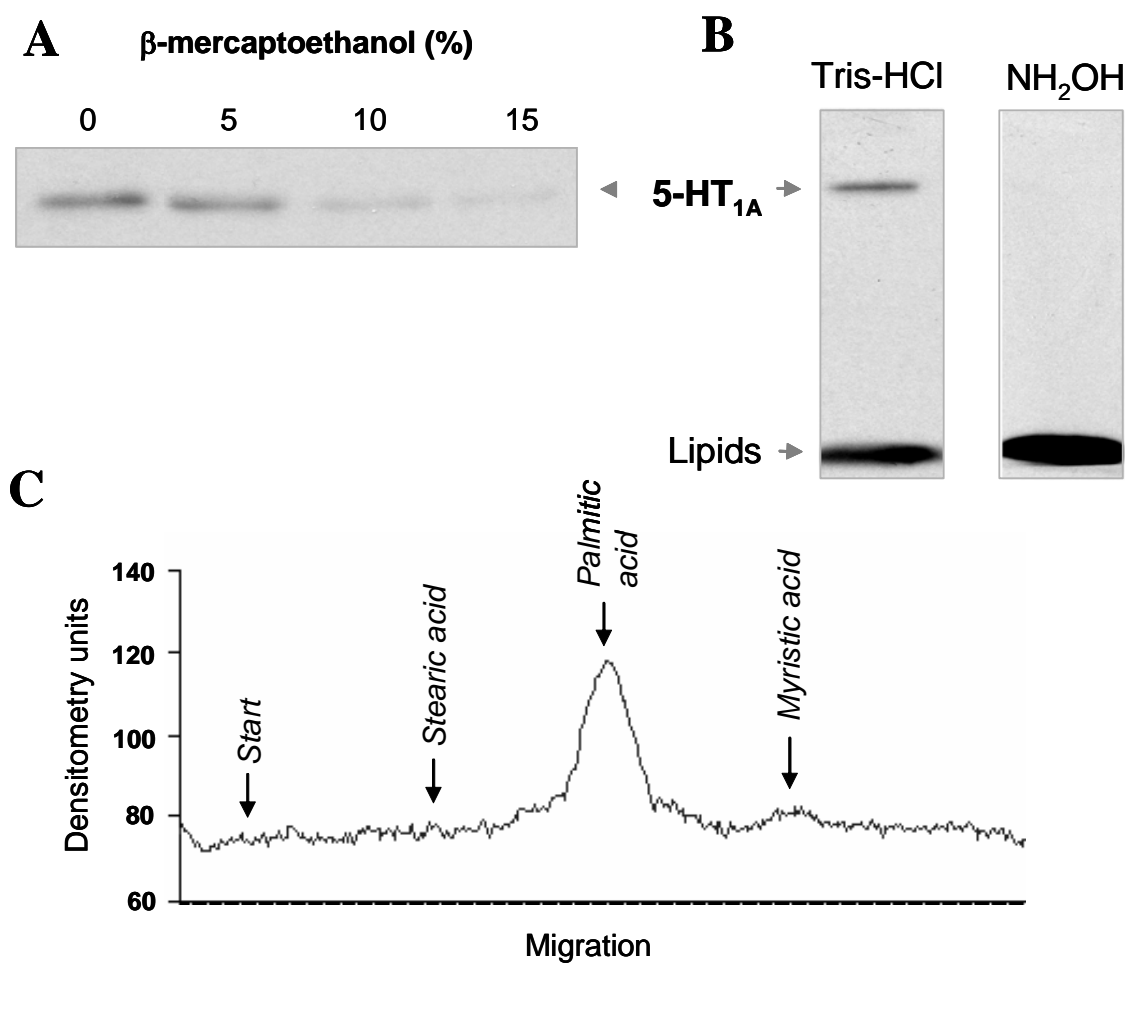 A
β-mercaptoethanol (%)
0 5 10 15
B
Tris-HCl NH₂OH
5-HT₁A
Lipids
C
Densitometry units
140
120
100
80
60
Start
Stearic acid
Palmitic
acid
Myristic acid
Migration